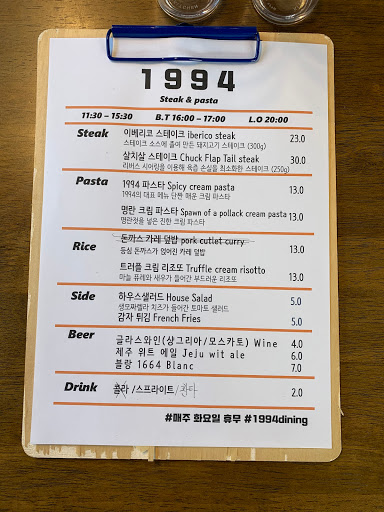 1994
Steak & pasta
11:30 – 15:30 B.T 16:00 – 17:00 L.O 20:00
Steak 이베리코 스테이크 iberico steak 23.0
스테이크 소스에 졸여 만든 돼지고기 스테이크 (300g)
살치살 스테이크 Chuck Flap Tail steak 30.0
리버스 시어링을 이용해 육즙 손실을 최소화한 스테이크 (250g)
Pasta 1994 파스타 Spicy cream pasta 13.0
1994의 대표 메뉴 단짠 매운 크림 파스타
명란 크림 파스타 Spawn of a pollack cream pasta 13.0
명란젓을 넣은 진한 크림 파스타
Rice 돈까스 카레 덮밥 pork cutlet curry 13.0
등심 돈까스가 얹어진 카레 덮밥
트러플 크림 리조또 Truffle cream risotto 13.0
마늘 퓨레와 새우가 들어간 부드러운 리조또
Side 하우스샐러드 House Salad 5.0
생모짜렐라 치즈가 들어간 토마토 샐러드
감자 튀김 French Fries 5.0
Beer 글라스와인(샹그리아/모스카토) Wine 4.0
제주 위트 에일 Jeju wit ale 6.0
블랑 1664 Blanc 7.0
Drink 콜라 /스프라이트/환타 2.0
#매주 화요일 휴무 #1994dining